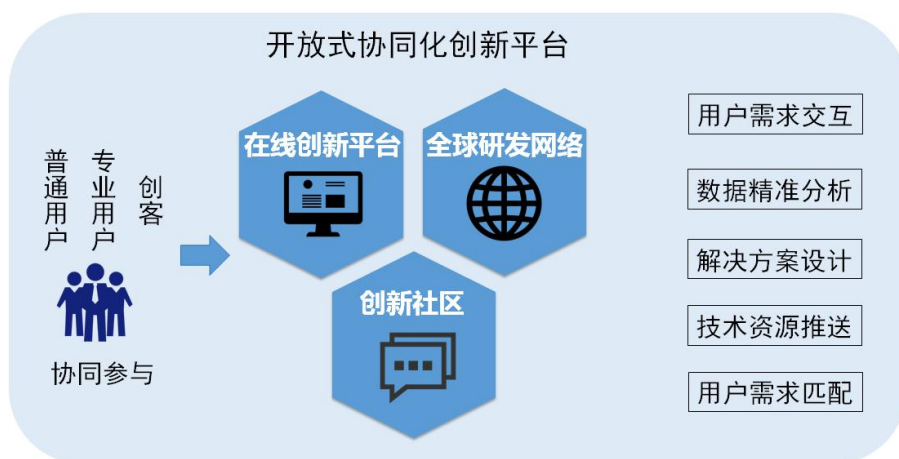 开放式协同化创新平台
普通用户
专业用户
创客
协同参与
在线创新平台
全球研发网络
创新社区
用户需求交互
数据精准分析
解决方案设计
技术资源推送
用户需求匹配